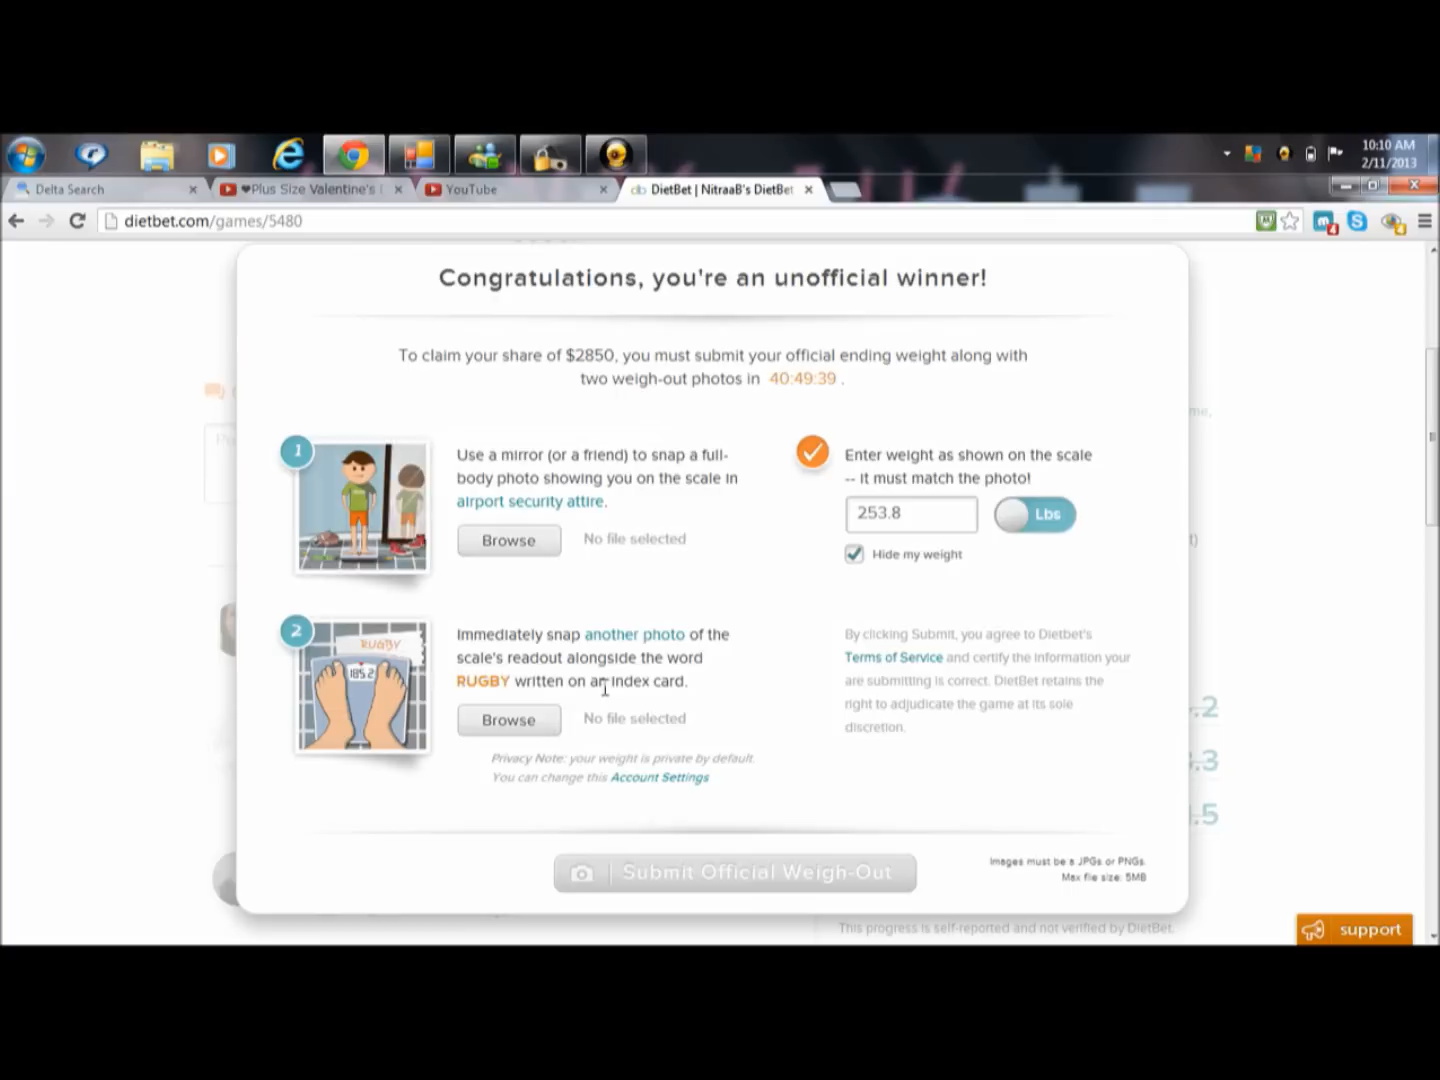 10:10 AM
2/11/2013
Delta Search
♥Plus Size Valentine's
YouTube
DietBet | NitraaB's DietBet
dietbet.com/games/5480
Congratulations, you're an unofficial winner!
To claim your share of $2850, you must submit your official ending weight along with
two weigh-out photos in 40:49:39 .
1
Use a mirror (or a friend) to snap a full-
body photo showing you on the scale in
airport security attire.
Browse No file selected
Enter weight as shown on the scale
-- it must match the photo!
253.8 Lbs
Hide my weight
2
RUGBY
185.2
Immediately snap another photo of the
scale's readout alongside the word
RUGBY written on an index card.
Browse No file selected
Privacy Note: your weight is private by default.
You can change this Account Settings
By clicking Submit, you agree to Dietbet's
Terms of Service and certify the information your
are submitting is correct. DietBet retains the
right to adjudicate the game at its sole
discretion.
Submit Official Weigh-Out
Images must be a JPGs or PNGs.
Max file size: 5MB
me,
.2
.3
.5
This progress is self-reported and not verified by DietBet.
support